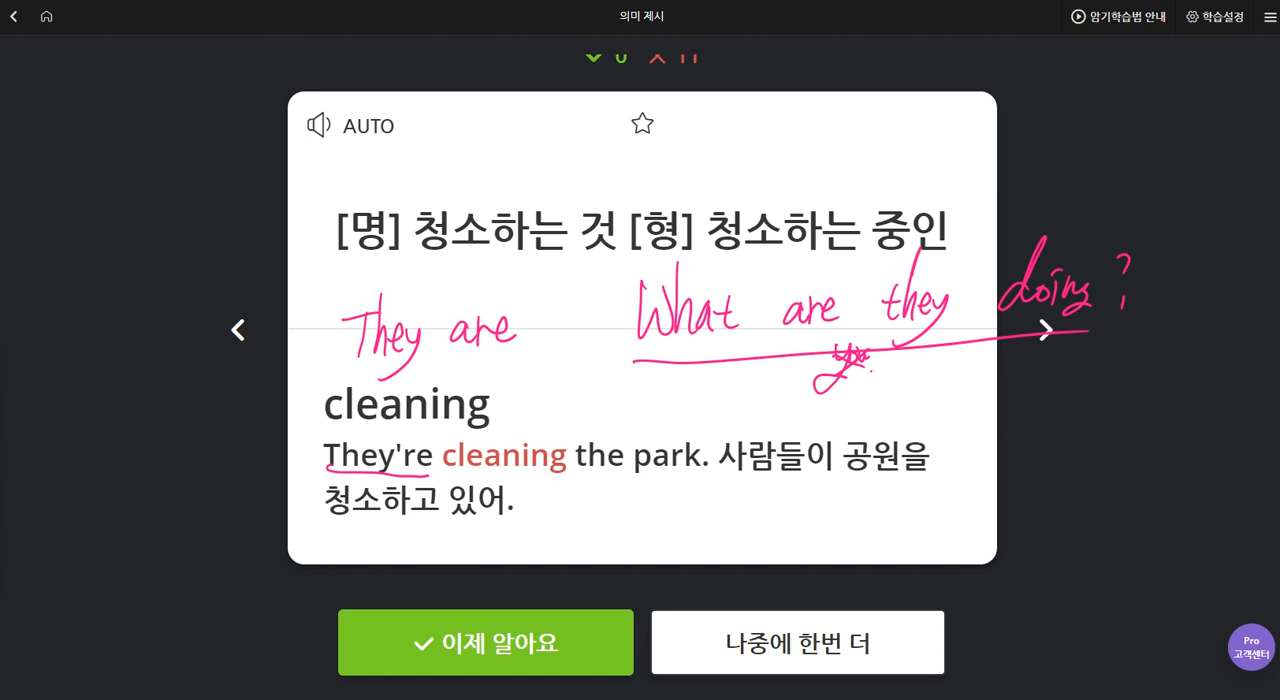 의미 제시
암기학습법 안내
학습설정
AUTO
[명] 청소하는 것 [형] 청소하는 중인
They are
What are they doing?
you
cleaning
They're cleaning the park. 사람들이 공원을
청소하고 있어.
이제 알아요
나중에 한번 더
Pro
고객센터